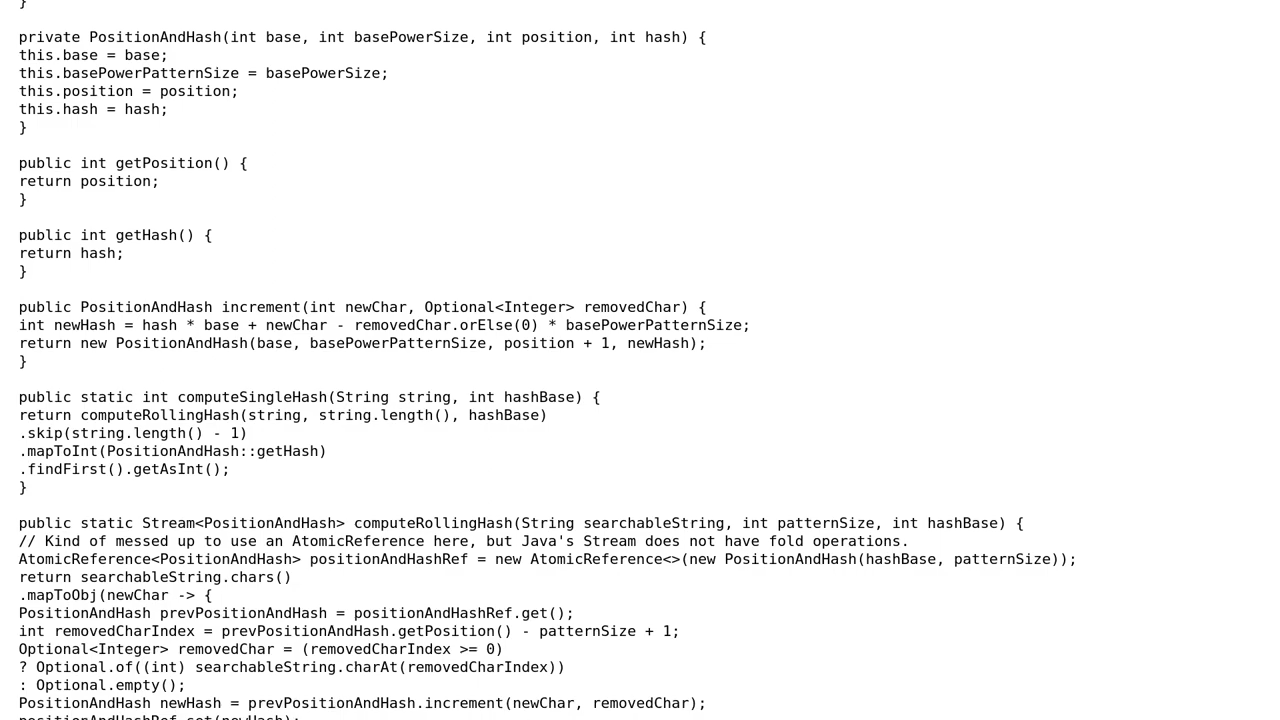 }
private PositionAndHash(int base, int basePowerSize, int position, int hash) {
this.base = base;
this.basePowerPatternSize = basePowerSize;
this.position = position;
this.hash = hash;
}
public int getPosition() {
return position;
}
public int getHash() {
return hash;
}
public PositionAndHash increment(int newChar, Optional<Integer> removedChar) {
int newHash = hash * base + newChar - removedChar.orElse(0) * basePowerPatternSize;
return new PositionAndHash(base, basePowerPatternSize, position + 1, newHash);
}
public static int computeSingleHash(String string, int hashBase) {
return computeRollingHash(string, string.length(), hashBase)
.skip(string.length() - 1)
.mapToInt(PositionAndHash::getHash)
.findFirst().getAsInt();
}
public static Stream<PositionAndHash> computeRollingHash(String searchableString, int patternSize, int hashBase) {
// Kind of messed up to use an AtomicReference here, but Java's Stream does not have fold operations.
AtomicReference<PositionAndHash> positionAndHashRef = new AtomicReference<>(new PositionAndHash(hashBase, patternSize));
return searchableString.chars()
.mapToObj(newChar -> {
PositionAndHash prevPositionAndHash = positionAndHashRef.get();
int removedCharIndex = prevPositionAndHash.getPosition() - patternSize + 1;
Optional<Integer> removedChar = (removedCharIndex >= 0)
? Optional.of((int) searchableString.charAt(removedCharIndex))
: Optional.empty();
PositionAndHash newHash = prevPositionAndHash.increment(newChar, removedChar);
positionAndHashRef.set(newHash);